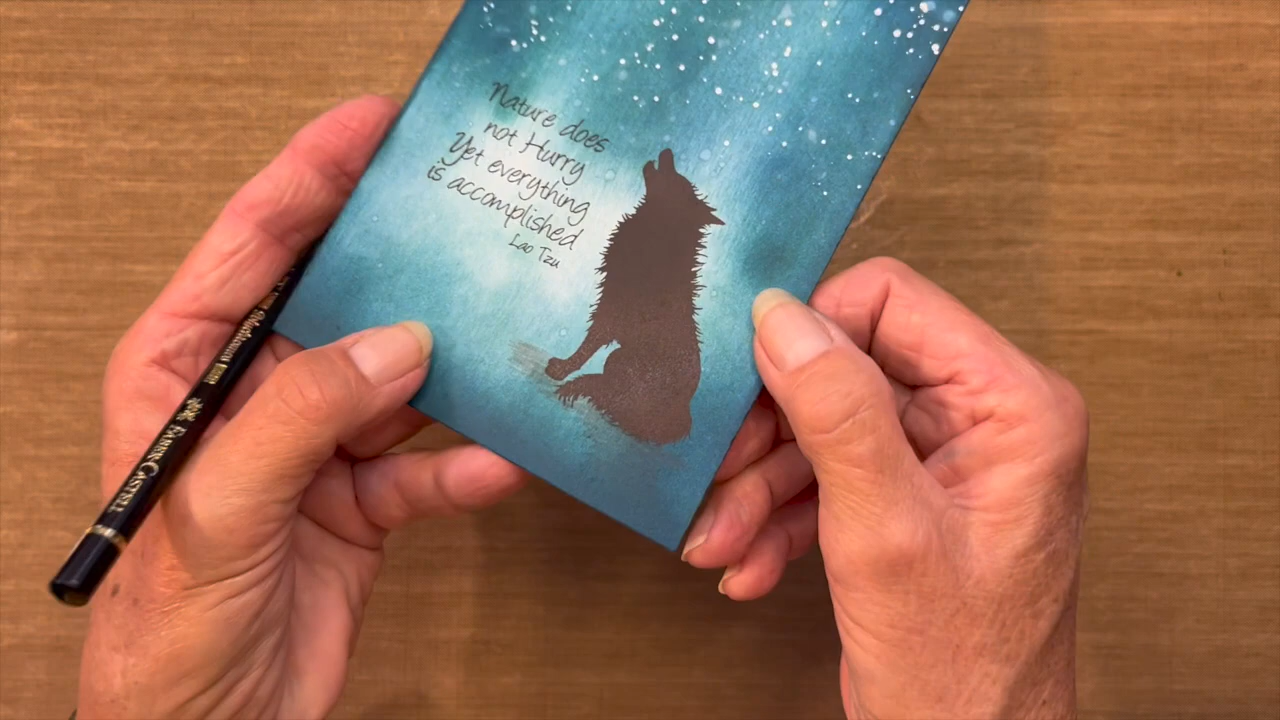 Nature does
not Hurry
Yet everything
is accomplished
Lao Tzu
FABER-CASTELL